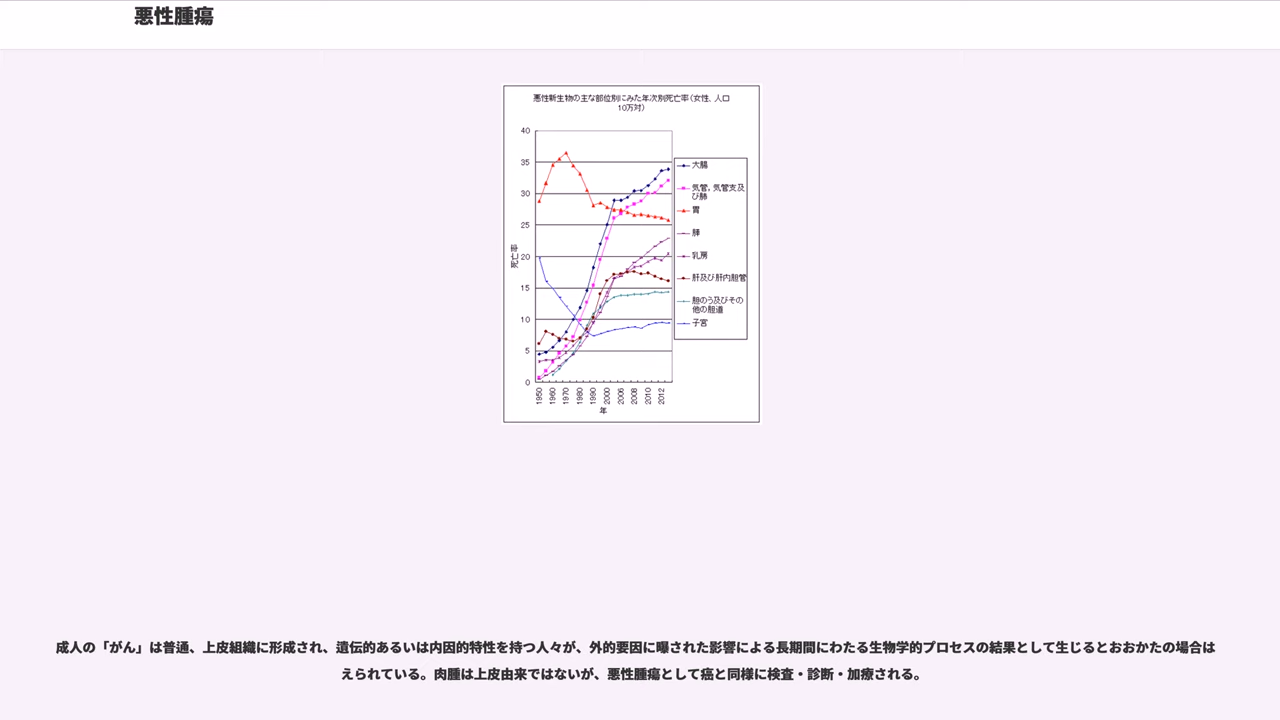 悪性腫瘍
悪性新生物の主な部位別にみた年次別死亡率(女性、人口
10万対)
40
35
30
25
20
15
10
5
0
死亡率
1950
1960
1970
1980
1990
2000
2006
2008
2010
2012
年
大腸
気管，気管支及
び肺
胃
膵
乳房
肝及び肝内胆管
胆のう及びその
他の胆道
子宮
成人の「がん」は普通、上皮組織に形成され、遺伝的あるいは内因的特性を持つ人々が、外的要因に曝された影響による長期間にわたる生物学的プロセスの結果として生じるとおおかたの場合は
えられている。肉腫は上皮由来ではないが、悪性腫瘍として癌と同様に検査・診断・加療される。